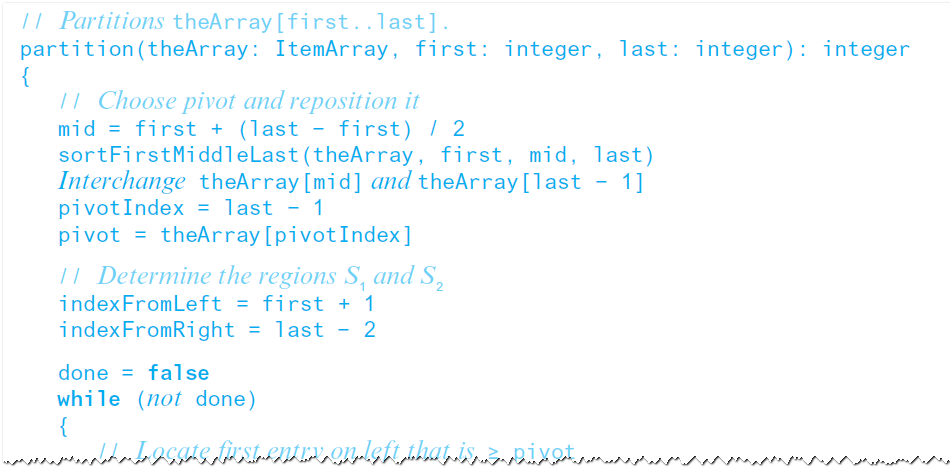 // Partitions theArray[first..last].
partition(theArray: ItemArray, first: integer, last: integer): integer
{
// Choose pivot and reposition it
mid = first + (last − first) / 2
sortFirstMiddleLast(theArray, first, mid, last)
Interchange theArray[mid] and theArray[last − 1]
pivotIndex = last − 1
pivot = theArray[pivotIndex]
// Determine the regions S₁ and S₂
indexFromLeft = first + 1
indexFromRight = last − 2
done = false
while (not done)
{
// Locate first entry on left that is ≥ pivot